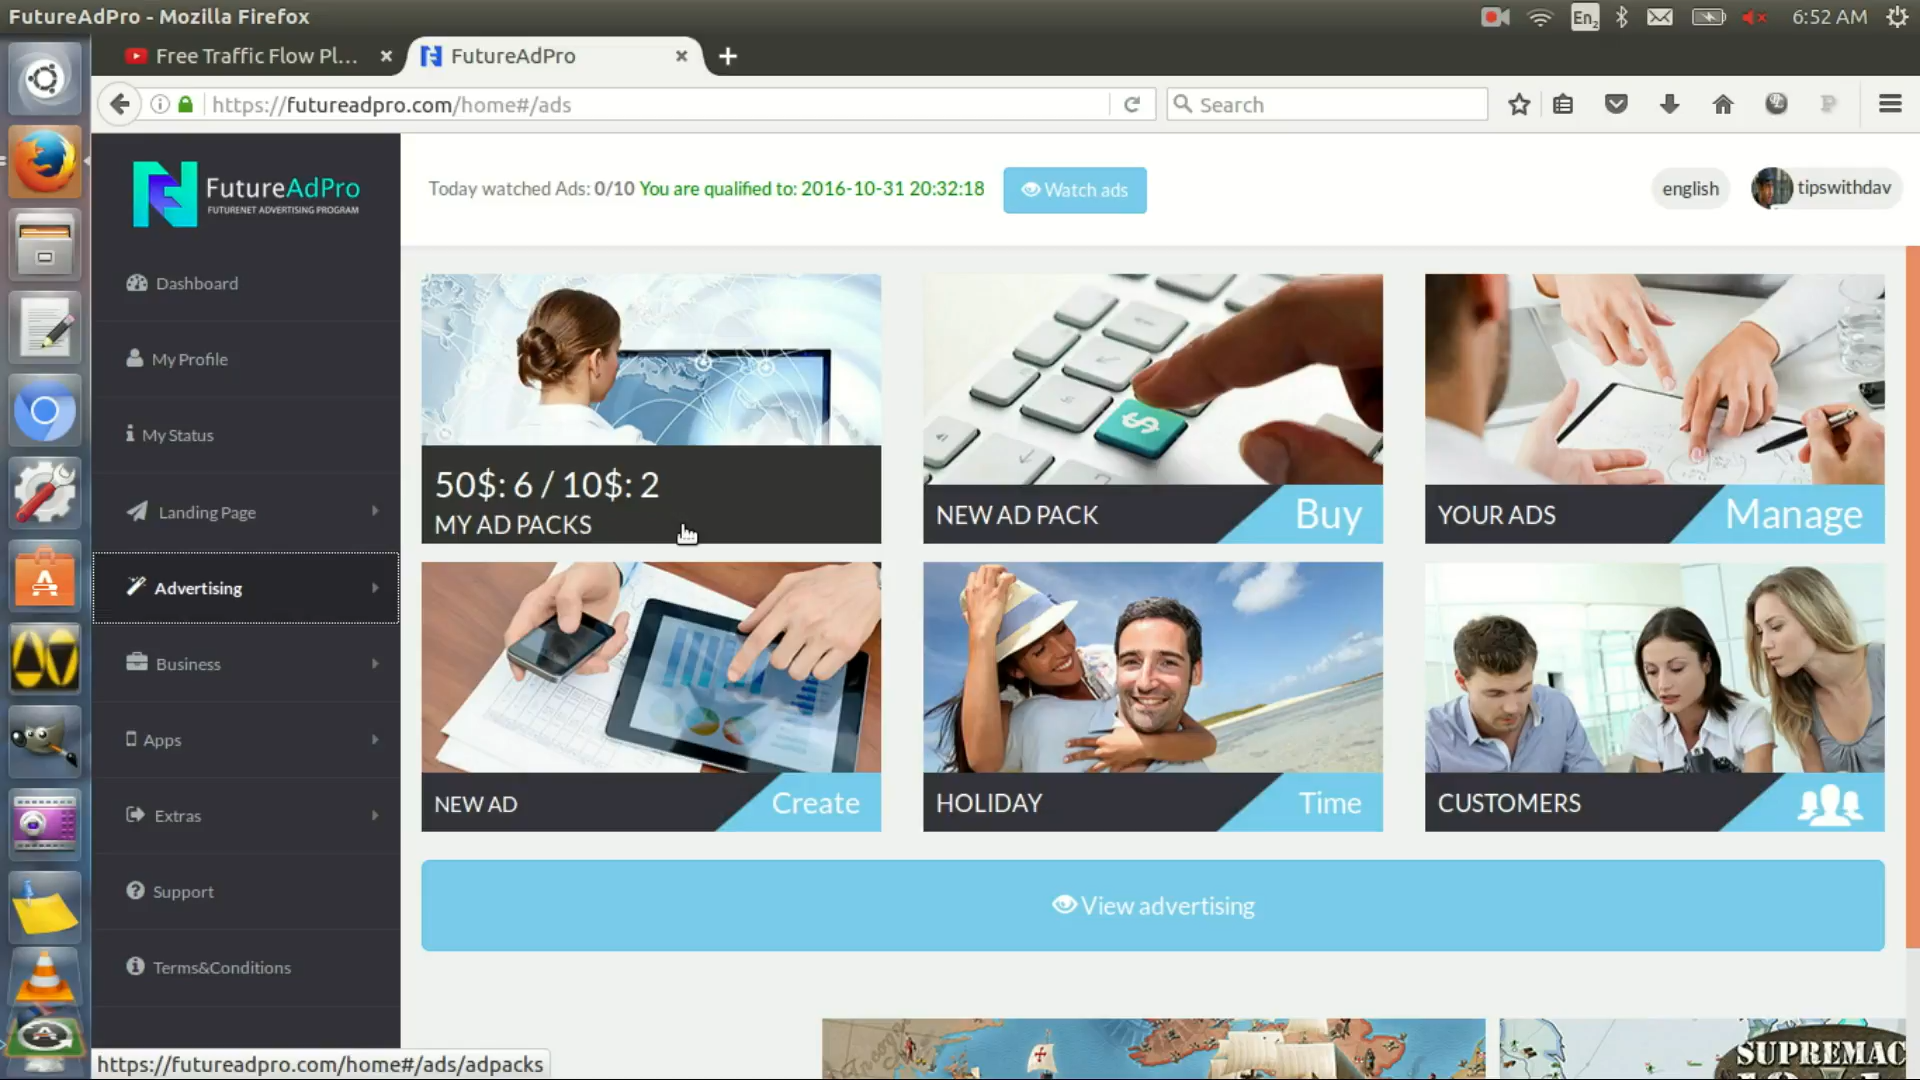 FutureAdPro - Mozilla Firefox
En2
6:52 AM
Free Traffic Flow Pl...
FutureAdPro
https://futureadpro.com/home#/ads
Search
FutureAdPro
FUTURENET ADVERTISING PROGRAM
Today watched Ads: 0/10 You are qualified to: 2016-10-31 20:32:18
Watch ads
english
tipswithdav
Dashboard
My Profile
My Status
Landing Page
Advertising
Business
Apps
Extras
Support
Terms&Conditions
50$: 6 / 10$: 2
MY AD PACKS
$
NEW AD PACK
Buy
YOUR ADS
Manage
NEW AD
Create
HOLIDAY
Time
CUSTOMERS
View advertising
SUPREMAC
https://futureadpro.com/home#/ads/adpacks